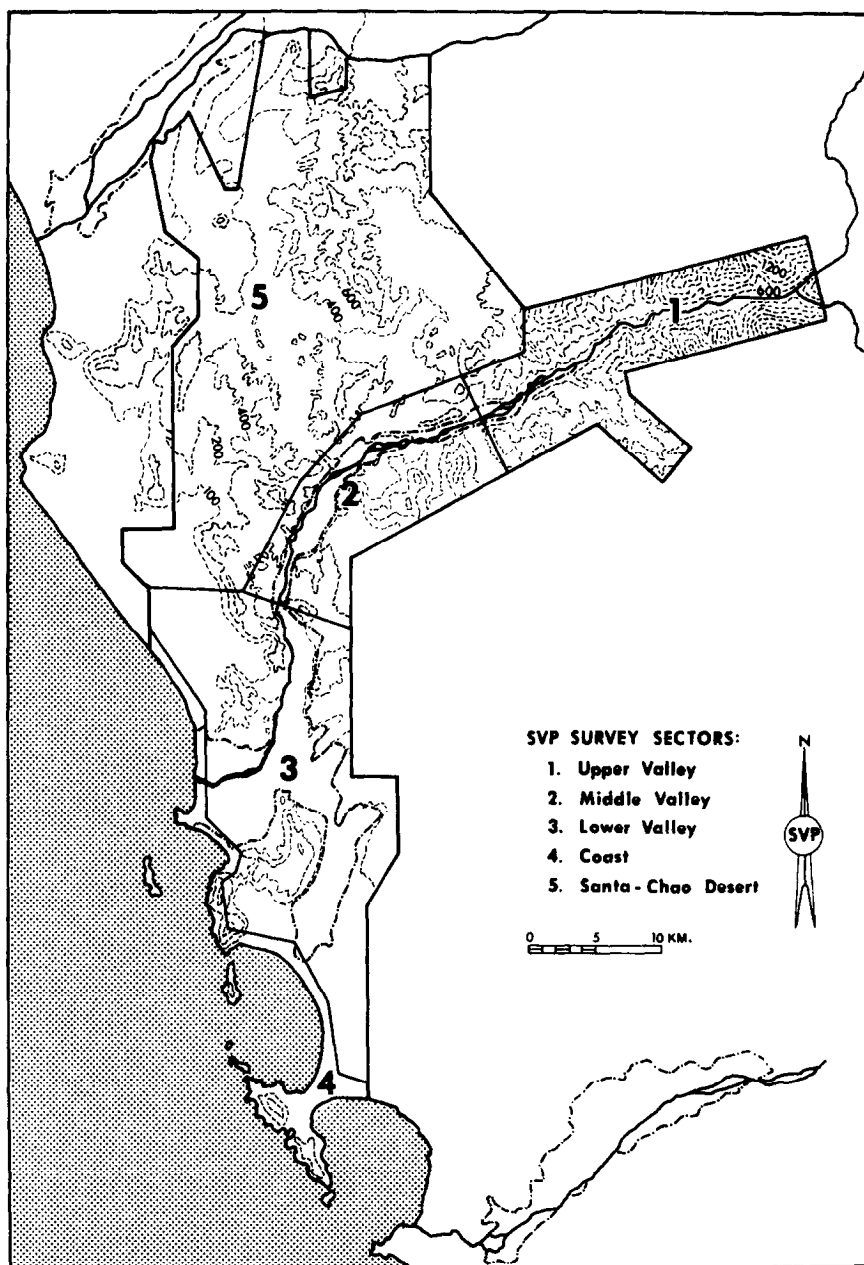 1200
600
1
5
600
400
400
200
100
2
3
SVP SURVEY SECTORS:
1. Upper Valley
2. Middle Valley
3. Lower Valley
4. Coast
5. Santa-Chao Desert
N
SVP
0 5 10 KM.
4